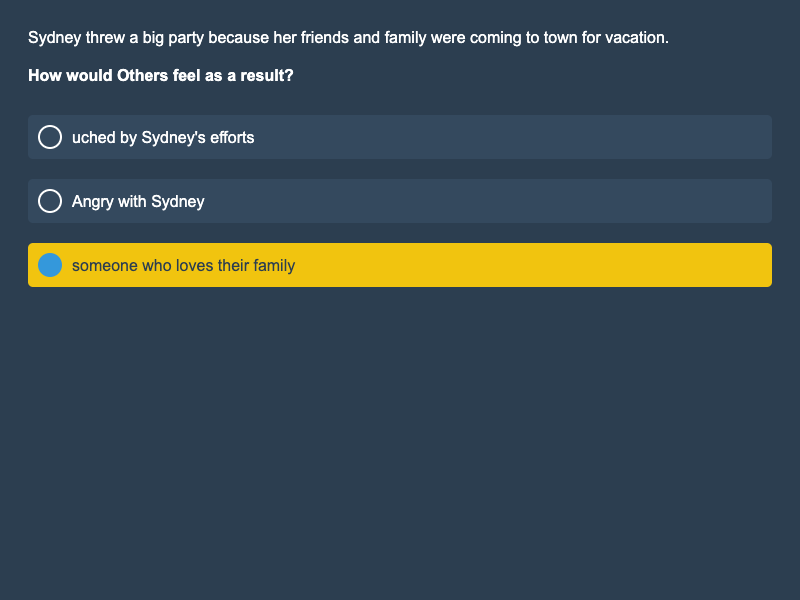 Sydney threw a big party because her friends and family were coming to town for vacation.
How would Others feel as a result?
uched by Sydney's efforts
Angry with Sydney
someone who loves their family